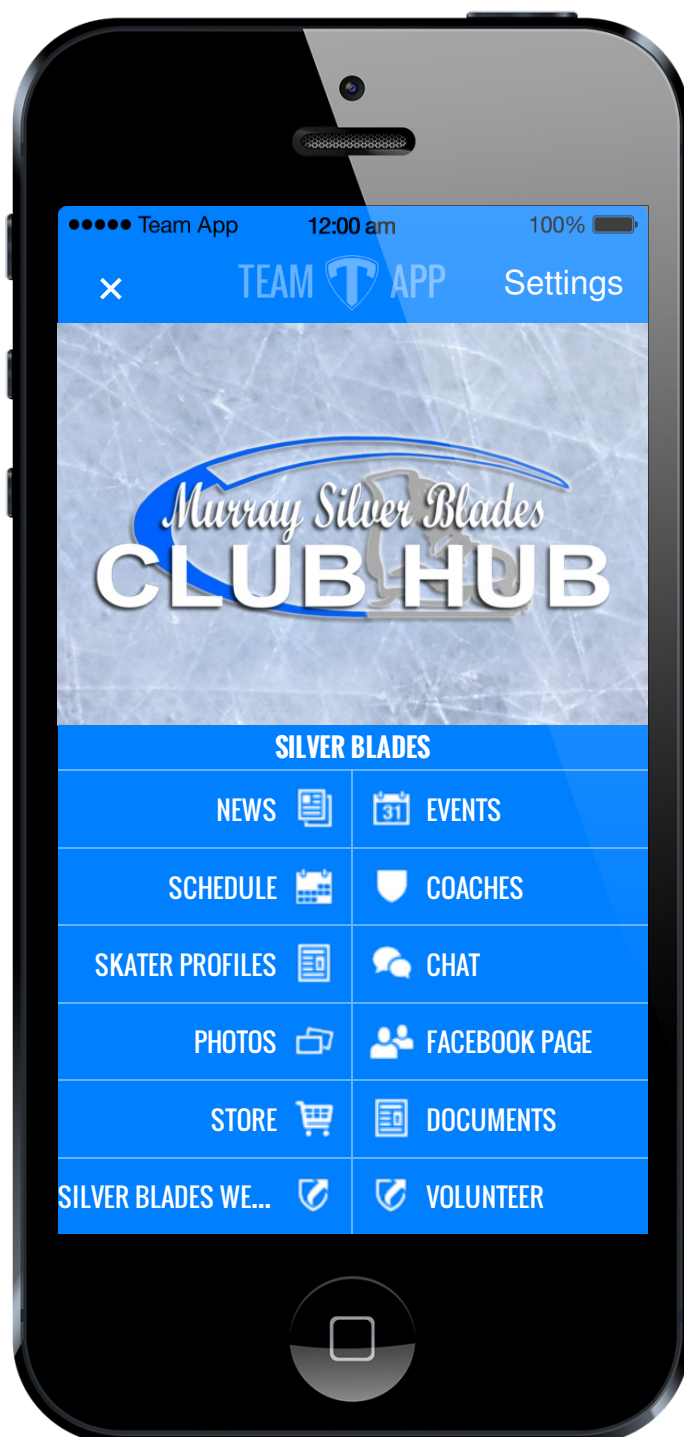 Team App 12:00 am 100%
× TEAM T APP Settings
Murray Silver Blades
CLUB HUB
SILVER BLADES
NEWS 31 EVENTS
SCHEDULE COACHES
SKATER PROFILES CHAT
PHOTOS FACEBOOK PAGE
STORE DOCUMENTS
SILVER BLADES WE... VOLUNTEER